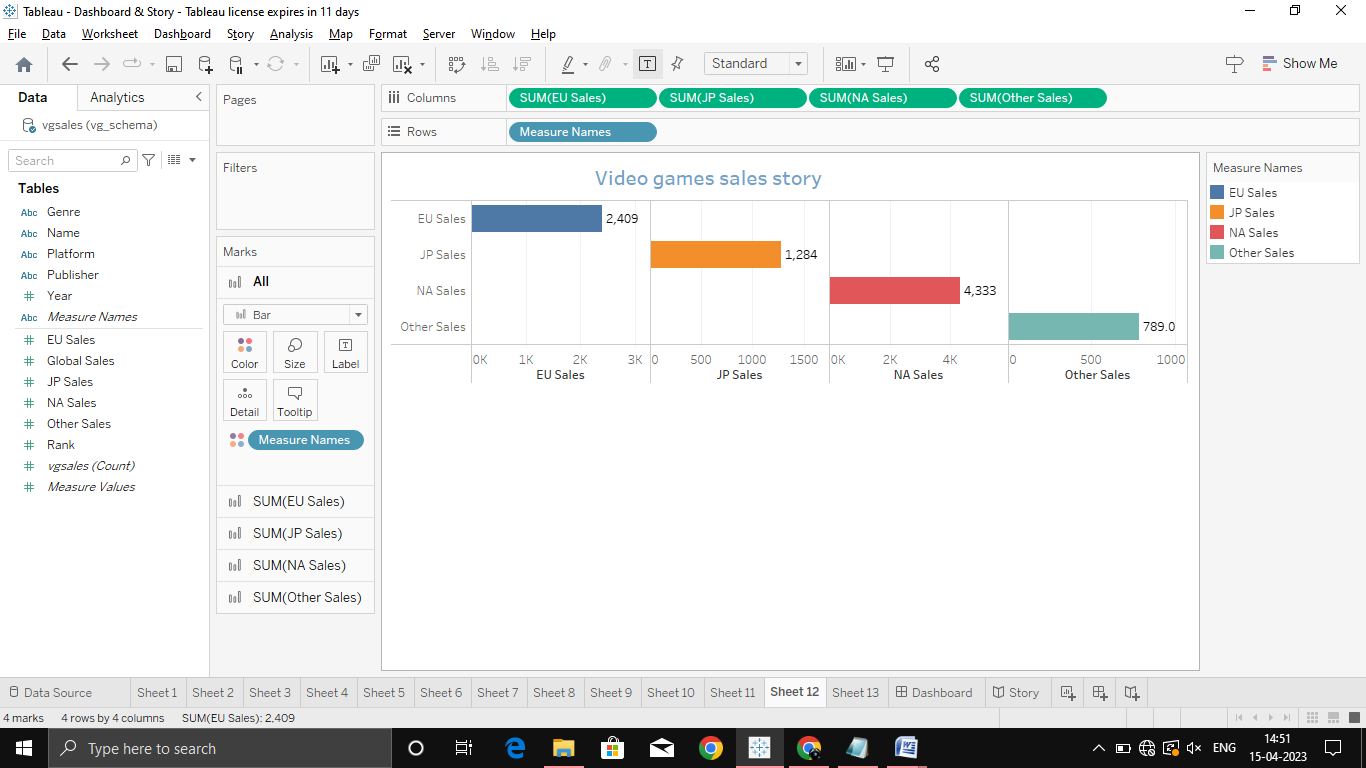 Tableau - Dashboard & Story - Tableau license expires in 11 days
File Data Worksheet Dashboard Story Analysis Map Format Server Window Help
Standard
Show Me
Data Analytics
vgsales (vg_schema)
Search
Tables
Abc Genre
Abc Name
Abc Platform
Abc Publisher
# Year
Abc Measure Names
# EU Sales
# Global Sales
# JP Sales
# NA Sales
# Other Sales
# Rank
# vgsales (Count)
# Measure Values
Pages
Filters
Marks
All
Bar
Color Size Label
Detail Tooltip
Measure Names
SUM(EU Sales)
SUM(JP Sales)
SUM(NA Sales)
SUM(Other Sales)
Columns SUM(EU Sales) SUM(JP Sales) SUM(NA Sales) SUM(Other Sales)
Rows Measure Names
Video games sales story
EU Sales 2,409
JP Sales 1,284
NA Sales 4,333
Other Sales 789.0
0K 1K 2K 3K 0 500 1000 1500 0K 2K 4K 0 500 1000
EU Sales JP Sales NA Sales Other Sales
Measure Names
EU Sales
JP Sales
NA Sales
Other Sales
Data Source Sheet 1 Sheet 2 Sheet 3 Sheet 4 Sheet 5 Sheet 6 Sheet 7 Sheet 8 Sheet 9 Sheet 10 Sheet 11 Sheet 12 Sheet 13 Dashboard Story
4 marks 4 rows by 4 columns SUM(EU Sales): 2,409
Type here to search
ENG
14:51
15-04-2023